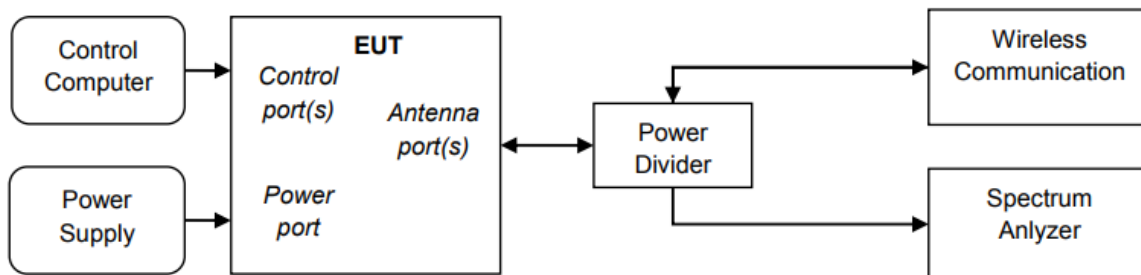 Control
Computer
Power
Supply
EUT
Control
port(s)
Antenna
port(s)
Power
port
Power
Divider
Wireless
Communication
Spectrum
Anlyzer